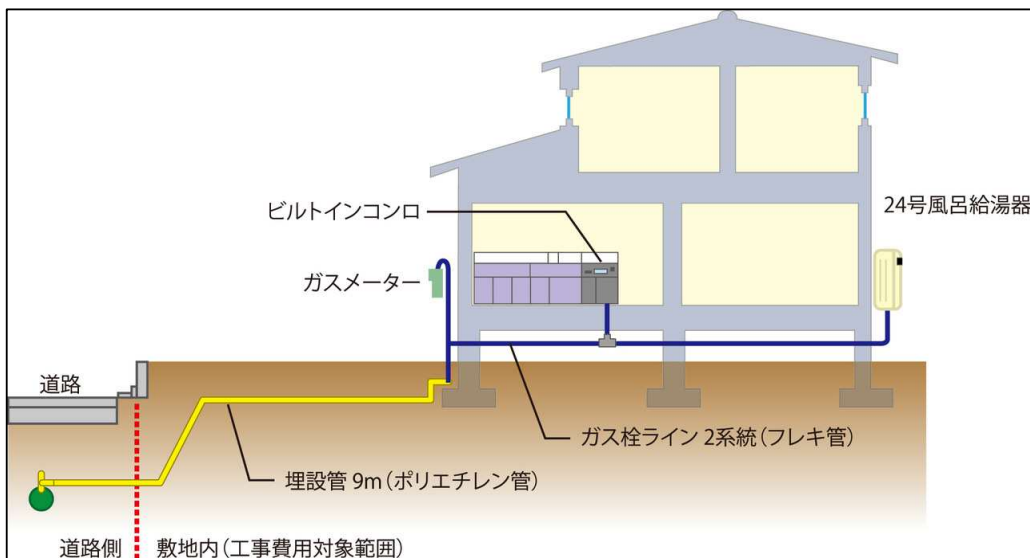 24号風呂給湯器
ビルトインコンロ
ガスメーター
道路
ガス栓ライン 2系統(フレキ管)
埋設管 9m(ポリエチレン管)
道路側 敷地内(工事費用対象範囲)